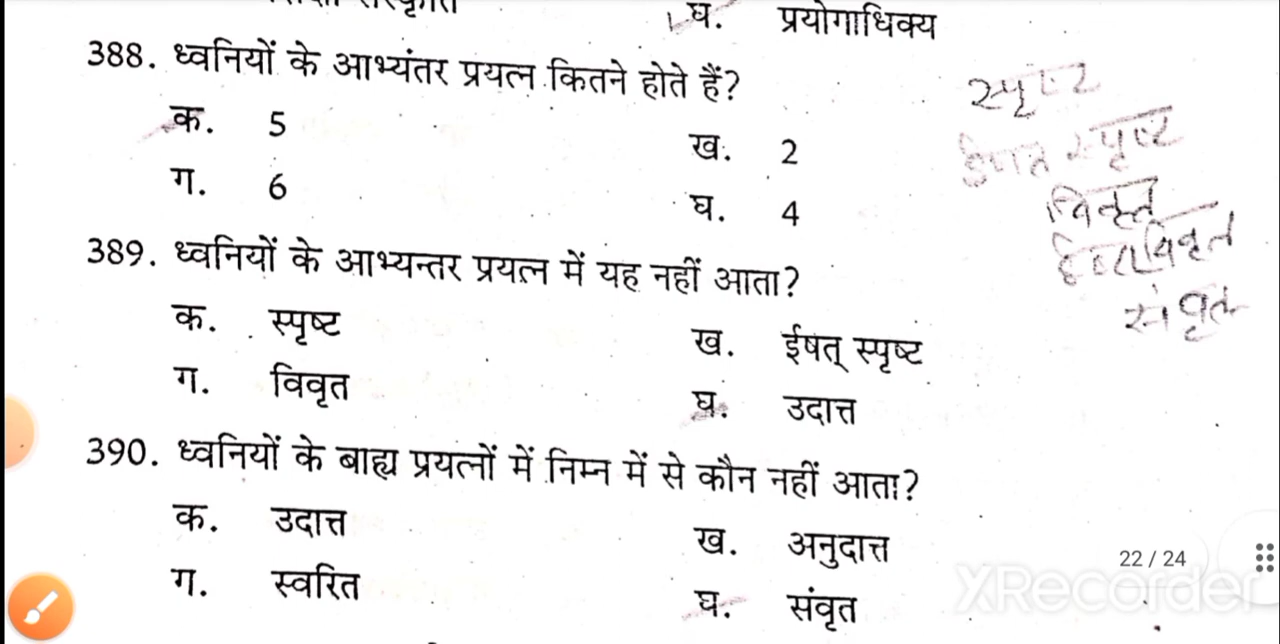 घ. प्रयोगाधिक्य
388. ध्वनियों के आभ्यंतर प्रयत्न कितने होते हैं?
क. 5
ख. 2
ग. 6
घ. 4
स्पृष्ट
ईषत स्पृष्ट
विवृत
संवृत
389. ध्वनियों के आभ्यन्तर प्रयत्न में यह नहीं आता?
क. स्पृष्ट
ख. ईषत् स्पृष्ट
ग. विवृत
घ. उदात्त
390. ध्वनियों के बाह्य प्रयत्नों में निम्न में से कौन नहीं आता?
क. उदात्त
ख. अनुदात्त
ग. स्वरित
घ. संवृत
22 / 24
XRecorder